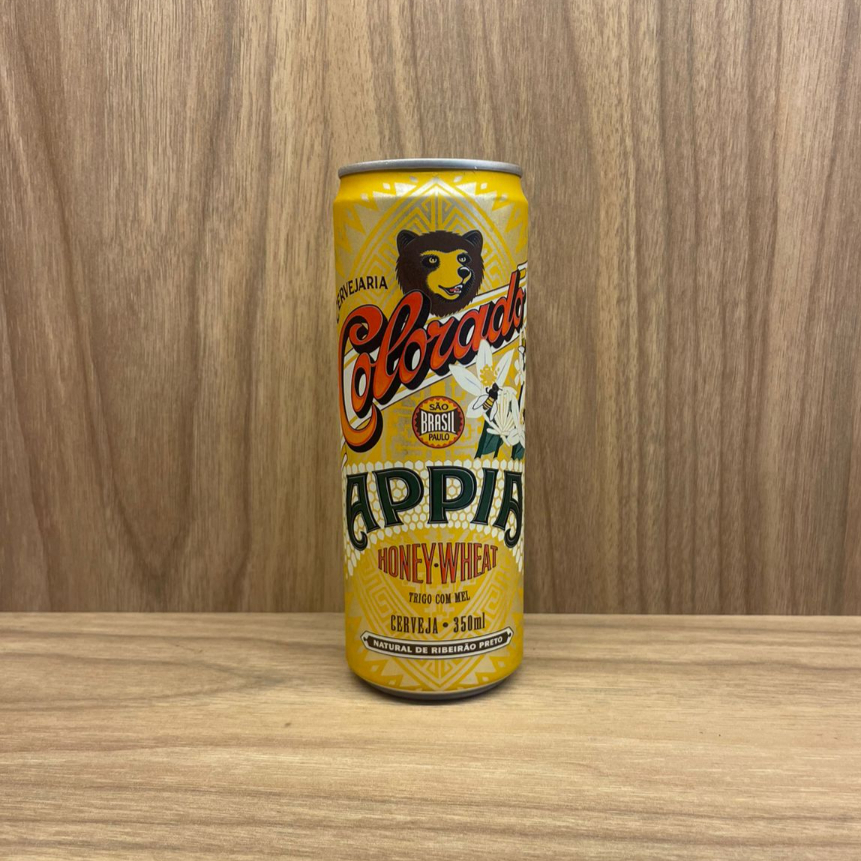 CERVEJARIA
Colorado
SÃO
BRASIL
PAULO
APPIA
HONEY•WHEAT
TRIGO COM MEL
CERVEJA • 350ml
NATURAL DE RIBEIRÃO PRETO